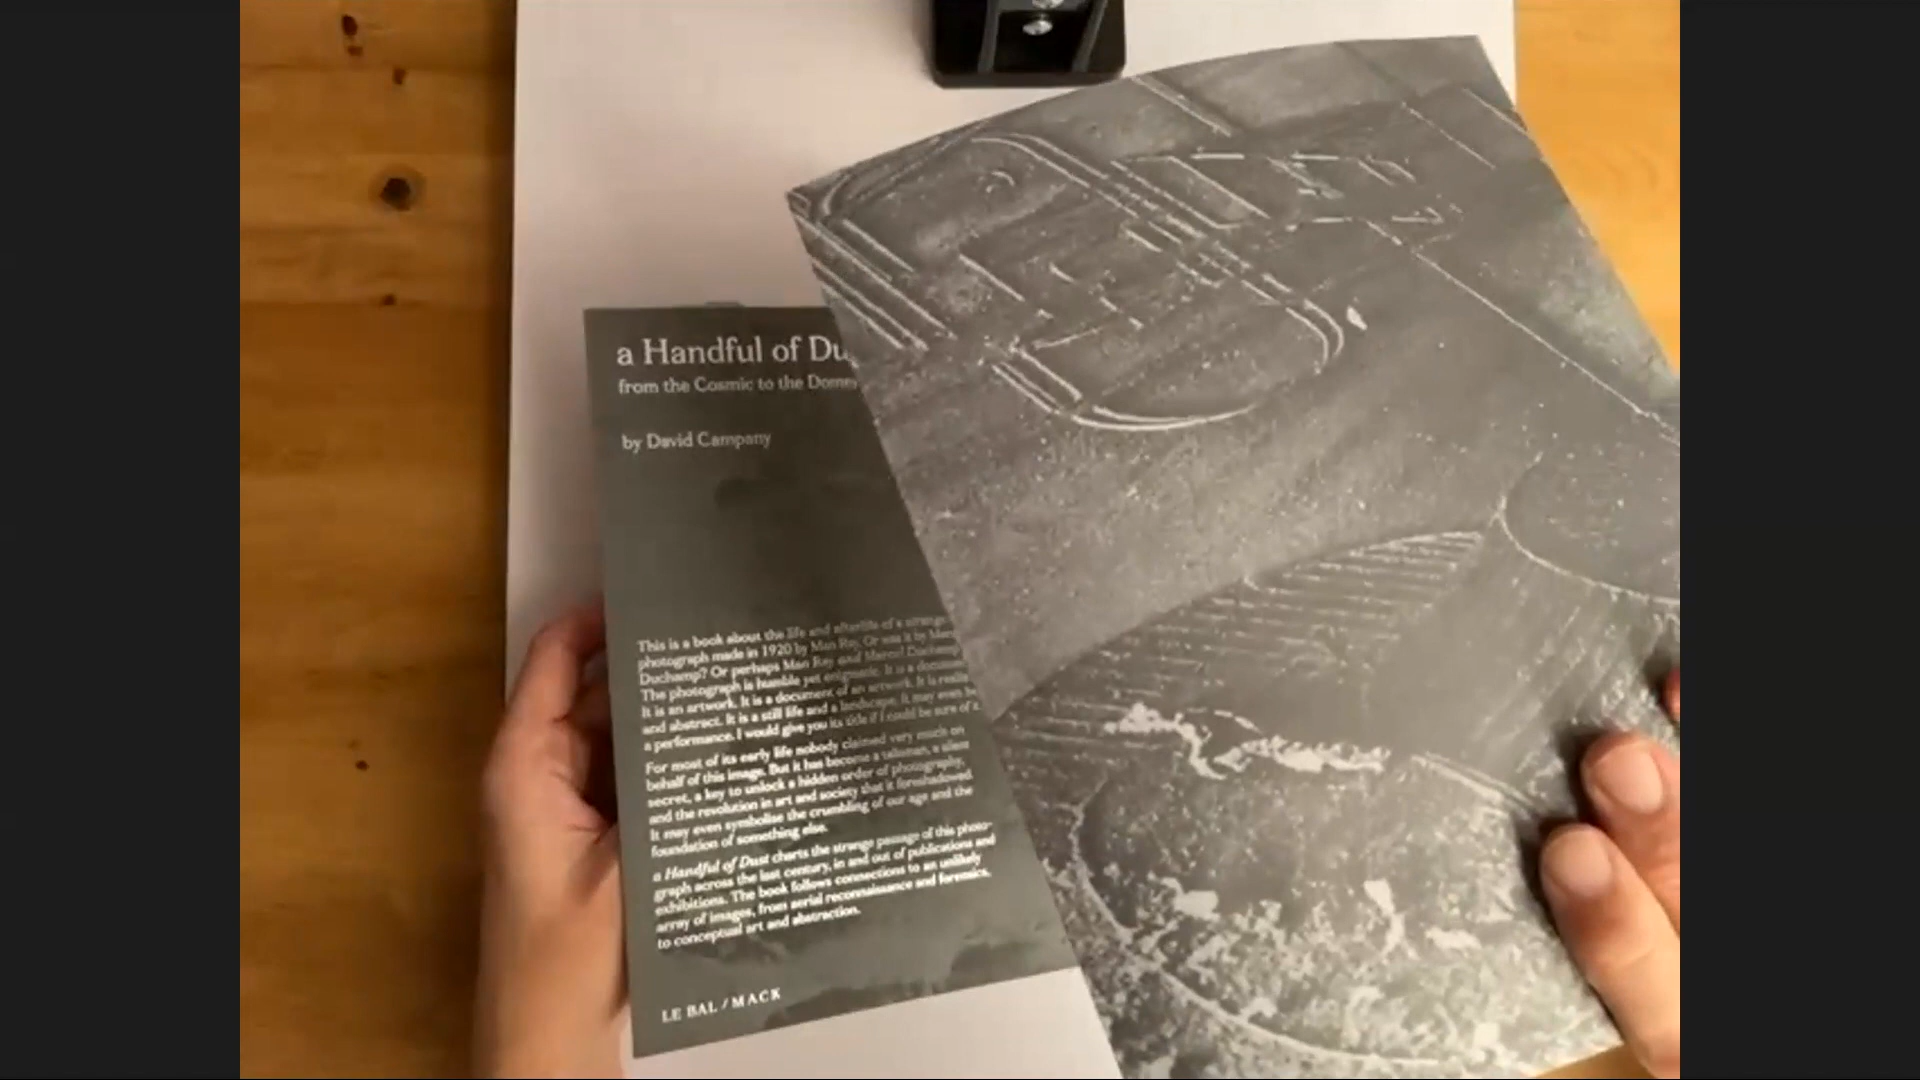 a Handful of Du
from the Cosmic to the Domes
by David Campany
This is a book about the life and afterlife of a strange
photograph made in 1920 by Man Ray. Or was it by Marc
Duchamp? Or perhaps Man Ray and Marcel Duchamp
The photograph is humble yet enigmatic. It is a docume
It is an artwork. It is a document of an artwork. It is realis
and abstract. It is a still life and a landscape. It may even b
a performance. I would give you its title if I could be sure of it
For most of its early life nobody claimed very much on
behalf of this image. But it has become a talisman, a silent
secret, a key to unlock a hidden order of photography,
and the revolution in art and society that it foreshadowed.
It may even symbolise the crumbling of our age and the
foundation of something else.
a Handful of Dust charts the strange passage of this photo-
graph across the last century, in and out of publications and
exhibitions. The book follows connections to an unlikely
array of images, from aerial reconnaissance and forensics,
to conceptual art and abstraction.
LE BAL / MACK